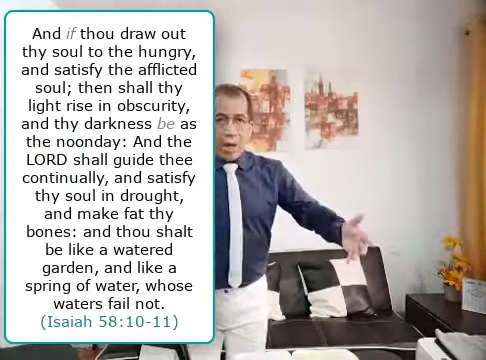 And if thou draw out
thy soul to the hungry,
and satisfy the afflicted
soul; then shall thy
light rise in obscurity,
and thy darkness be as
the noonday: And the
LORD shall guide thee
continually, and satisfy
thy soul in drought,
and make fat thy
bones: and thou shalt
be like a watered
garden, and like a
spring of water, whose
waters fail not.
(Isaiah 58:10-11)